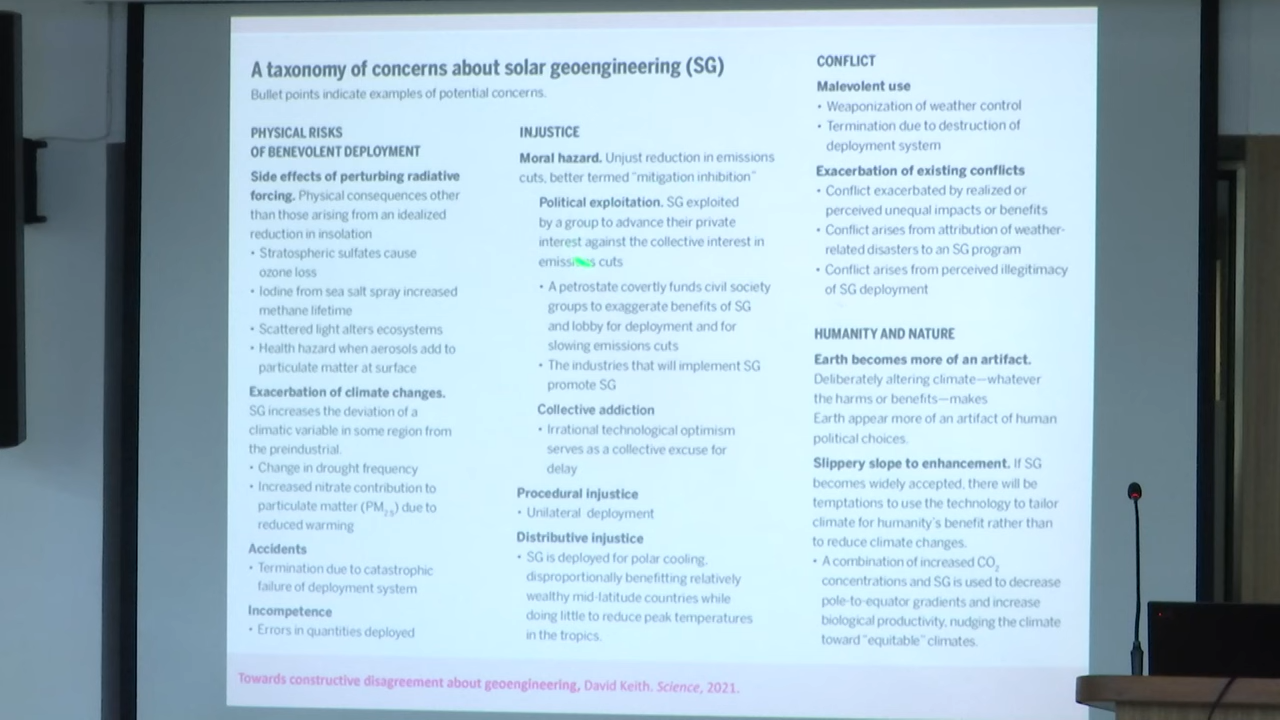 A taxonomy of concerns about solar geoengineering (SG)
Bullet points indicate examples of potential concerns.
PHYSICAL RISKS
OF BENEVOLENT DEPLOYMENT
Side effects of perturbing radiative
forcing. Physical consequences other
than those arising from an idealized
reduction in insolation
• Stratospheric sulfates cause
ozone loss
• Iodine from sea salt spray increased
methane lifetime
• Scattered light alters ecosystems
• Health hazard when aerosols add to
particulate matter at surface
Exacerbation of climate changes.
SG increases the deviation of a
climatic variable in some region from
the preindustrial.
• Change in drought frequency
• Increased nitrate contribution to
particulate matter (PM2.5) due to
reduced warming
Accidents
• Termination due to catastrophic
failure of deployment system
Incompetence
• Errors in quantities deployed
INJUSTICE
Moral hazard. Unjust reduction in emissions
cuts, better termed "mitigation inhibition"
Political exploitation. SG exploited
by a group to advance their private
interest against the collective interest in
emissions cuts
• A petrostate covertly funds civil society
groups to exaggerate benefits of SG
and lobby for deployment and for
slowing emissions cuts
• The industries that will implement SG
promote SG
Collective addiction
• Irrational technological optimism
serves as a collective excuse for
delay
Procedural injustice
• Unilateral deployment
Distributive injustice
• SG is deployed for polar cooling,
disproportionally benefitting relatively
wealthy mid-latitude countries while
doing little to reduce peak temperatures
in the tropics.
CONFLICT
Malevolent use
• Weaponization of weather control
• Termination due to destruction of
deployment system
Exacerbation of existing conflicts
• Conflict exacerbated by realized or
perceived unequal impacts or benefits
• Conflict arises from attribution of weather-
related disasters to an SG program
• Conflict arises from perceived illegitimacy
of SG deployment
HUMANITY AND NATURE
Earth becomes more of an artifact.
Deliberately altering climate—whatever
the harms or benefits—makes
Earth appear more of an artifact of human
political choices.
Slippery slope to enhancement. If SG
becomes widely accepted, there will be
temptations to use the technology to tailor
climate for humanity's benefit rather than
to reduce climate changes.
• A combination of increased CO2
concentrations and SG is used to decrease
pole-to-equator gradients and increase
biological productivity, nudging the climate
toward "equitable" climates.
Towards constructive disagreement about geoengineering, David Keith. Science, 2021.